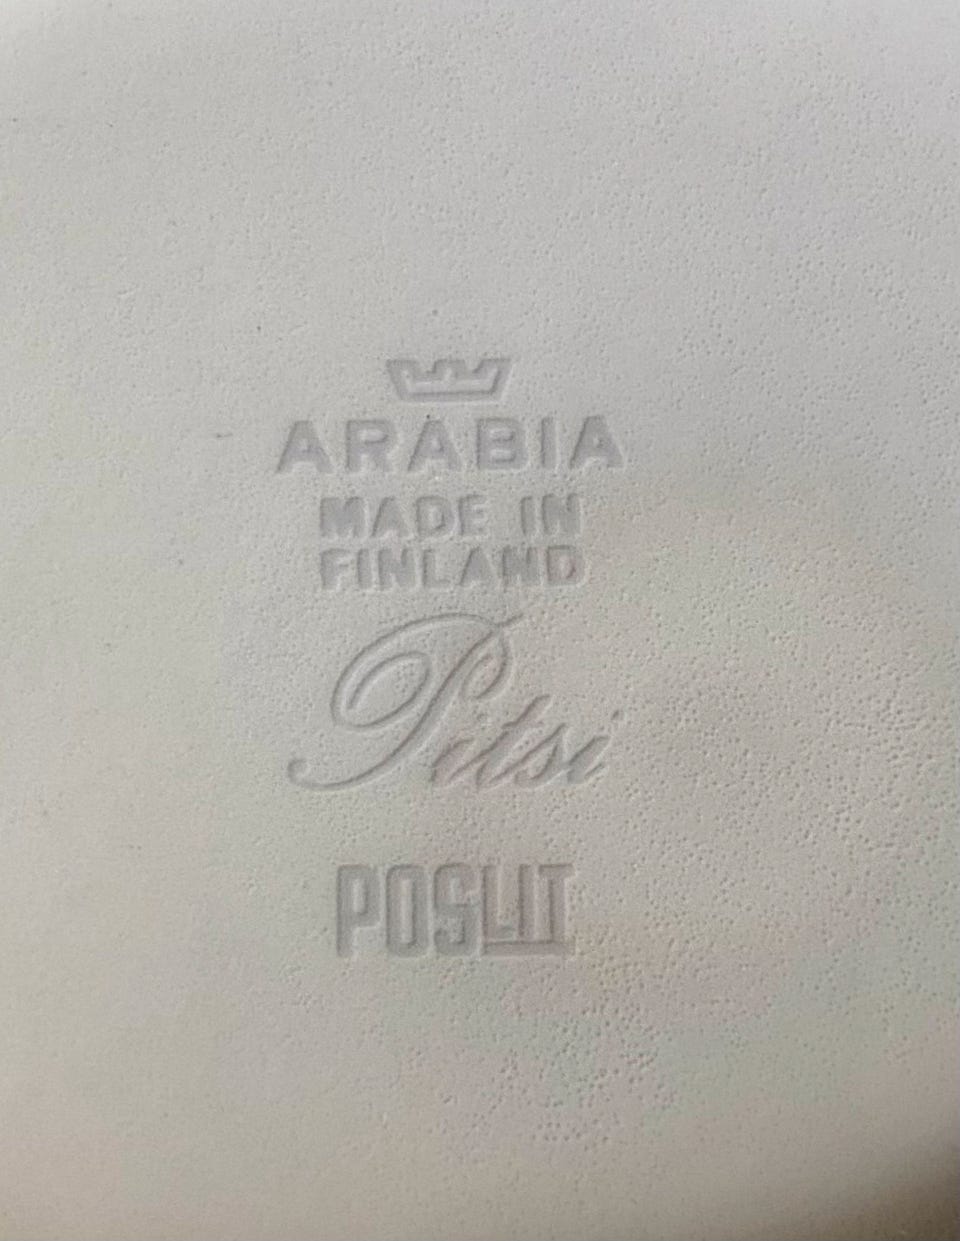 ARABIA
MADE IN
FINLAND
Pitsi
POSLIT